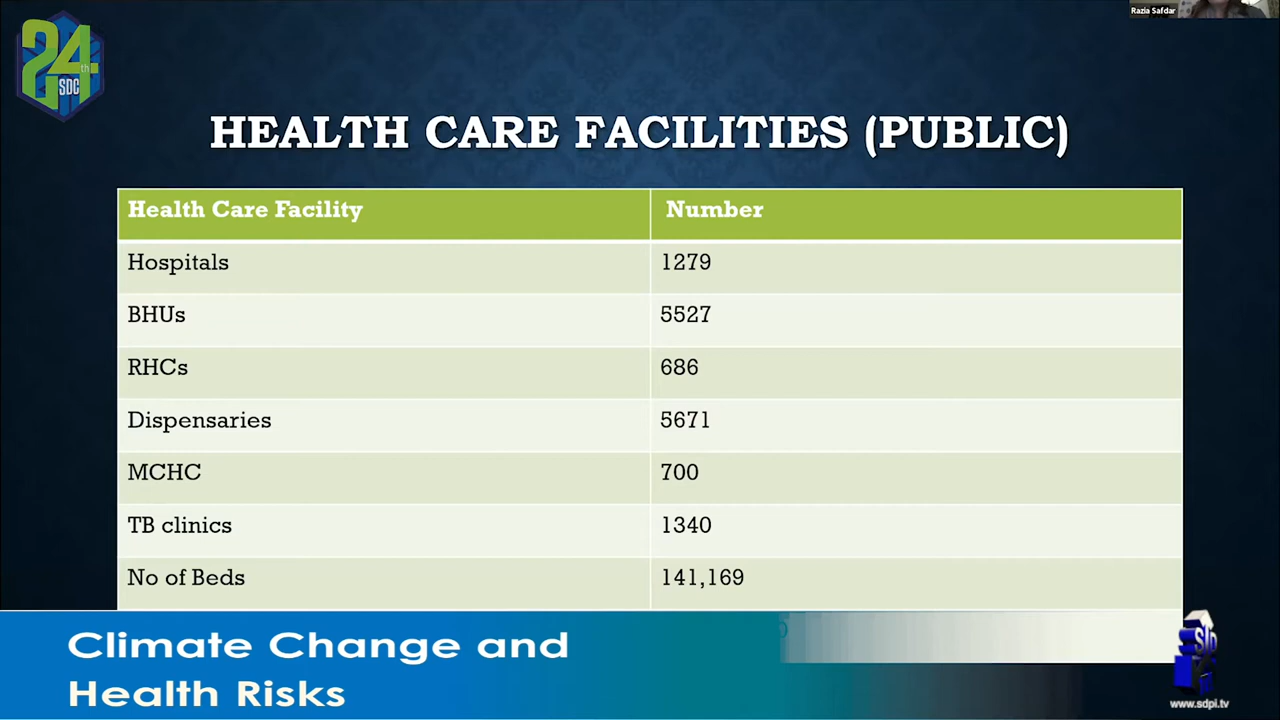 Razia Safdar
24th
SDC
HEALTH CARE FACILITIES (PUBLIC)
Health Care Facility Number
Hospitals 1279
BHUs 5527
RHCs 686
Dispensaries 5671
MCHC 700
TB clinics 1340
No of Beds 141,169
Climate Change and
Health Risks
www.sdpi.tv